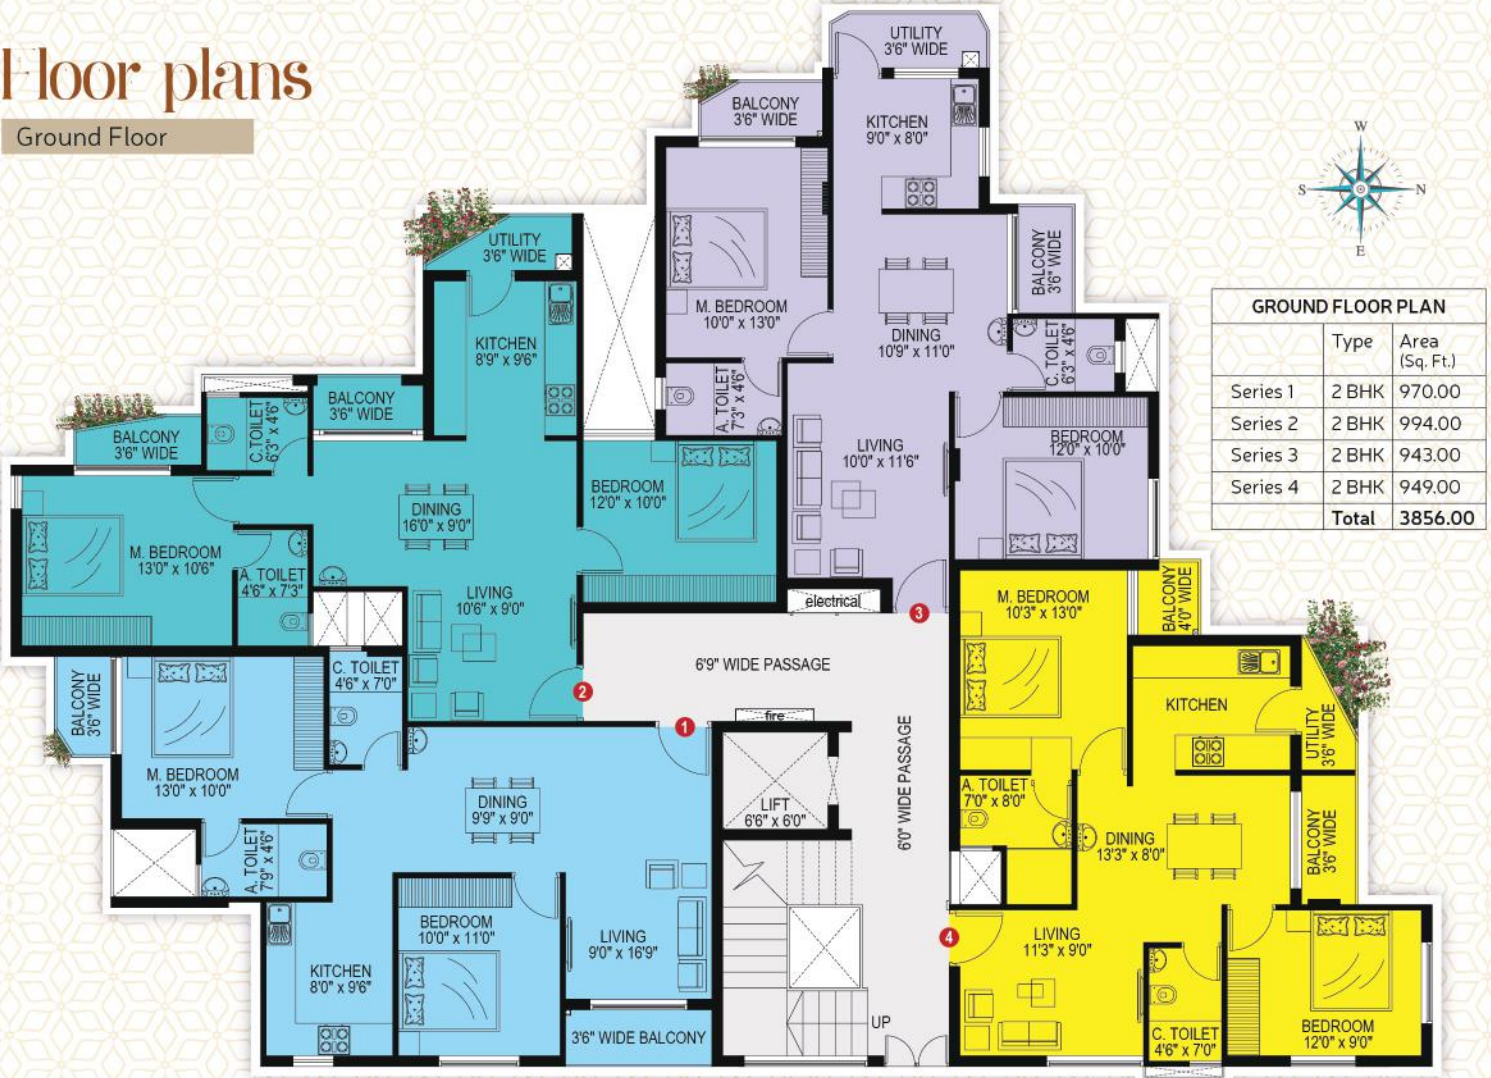 Floor plans
Ground Floor
UTILITY
3'6" WIDE
BALCONY
3'6" WIDE
KITCHEN
9'0" x 8'0"
M. BEDROOM
10'0" x 13'0"
BALCONY
3'6" WIDE
DINING
10'9" x 11'0"
C. TOILET
6'3" x 4'6"
A. TOILET
7'3" x 4'6"
LIVING
10'0" x 11'6"
BEDROOM
12'0" x 10'0"
electrical
3
W
S
N
E
GROUND FLOOR PLAN
Type Area
(Sq. Ft.)
Series 1 2 BHK 970.00
Series 2 2 BHK 994.00
Series 3 2 BHK 943.00
Series 4 2 BHK 949.00
Total 3856.00
UTILITY
3'6" WIDE
KITCHEN
8'9" x 9'6"
BALCONY
3'6" WIDE
BALCONY
3'6" WIDE
C.TOILET
6'3" x 4'6"
DINING
16'0" x 9'0"
BEDROOM
12'0" x 10'0"
M. BEDROOM
13'0" x 10'6"
A. TOILET
4'6" x 7'3"
LIVING
10'6" x 9'0"
2
6'9" WIDE PASSAGE
1
fire
LIFT
6'6" x 6'0"
6'0" WIDE PASSAGE
UP
BALCONY
3'6" WIDE
M. BEDROOM
13'0" x 10'0"
C. TOILET
4'6" x 7'0"
DINING
9'9" x 9'0"
A. TOILET
7'9" x 4'6"
KITCHEN
8'0" x 9'6"
BEDROOM
10'0" x 11'0"
LIVING
9'0" x 16'9"
3'6" WIDE BALCONY
M. BEDROOM
10'3" x 13'0"
BALCONY
4'0" WIDE
KITCHEN
UTILITY
3'6" WIDE
A. TOILET
7'0" x 8'0"
DINING
13'3" x 8'0"
BALCONY
3'6" WIDE
4
LIVING
11'3" x 9'0"
C. TOILET
4'6" x 7'0"
BEDROOM
12'0" x 9'0"